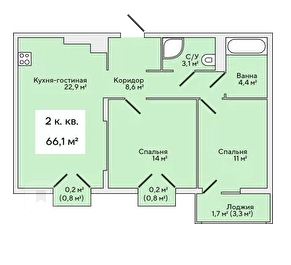 Кухня-гостиная
22,9 м²
Коридор
8,6 м²
С/У
3,1 м²
Ванна
4,4 м²
2 к. кв.
66,1 м²
Спальня
14 м²
Спальня
11 м²
0,2 м²
(0,8 м²)
0,2 м²
(0,8 м²)
Лоджия
1,7 м² (3,3 м²)